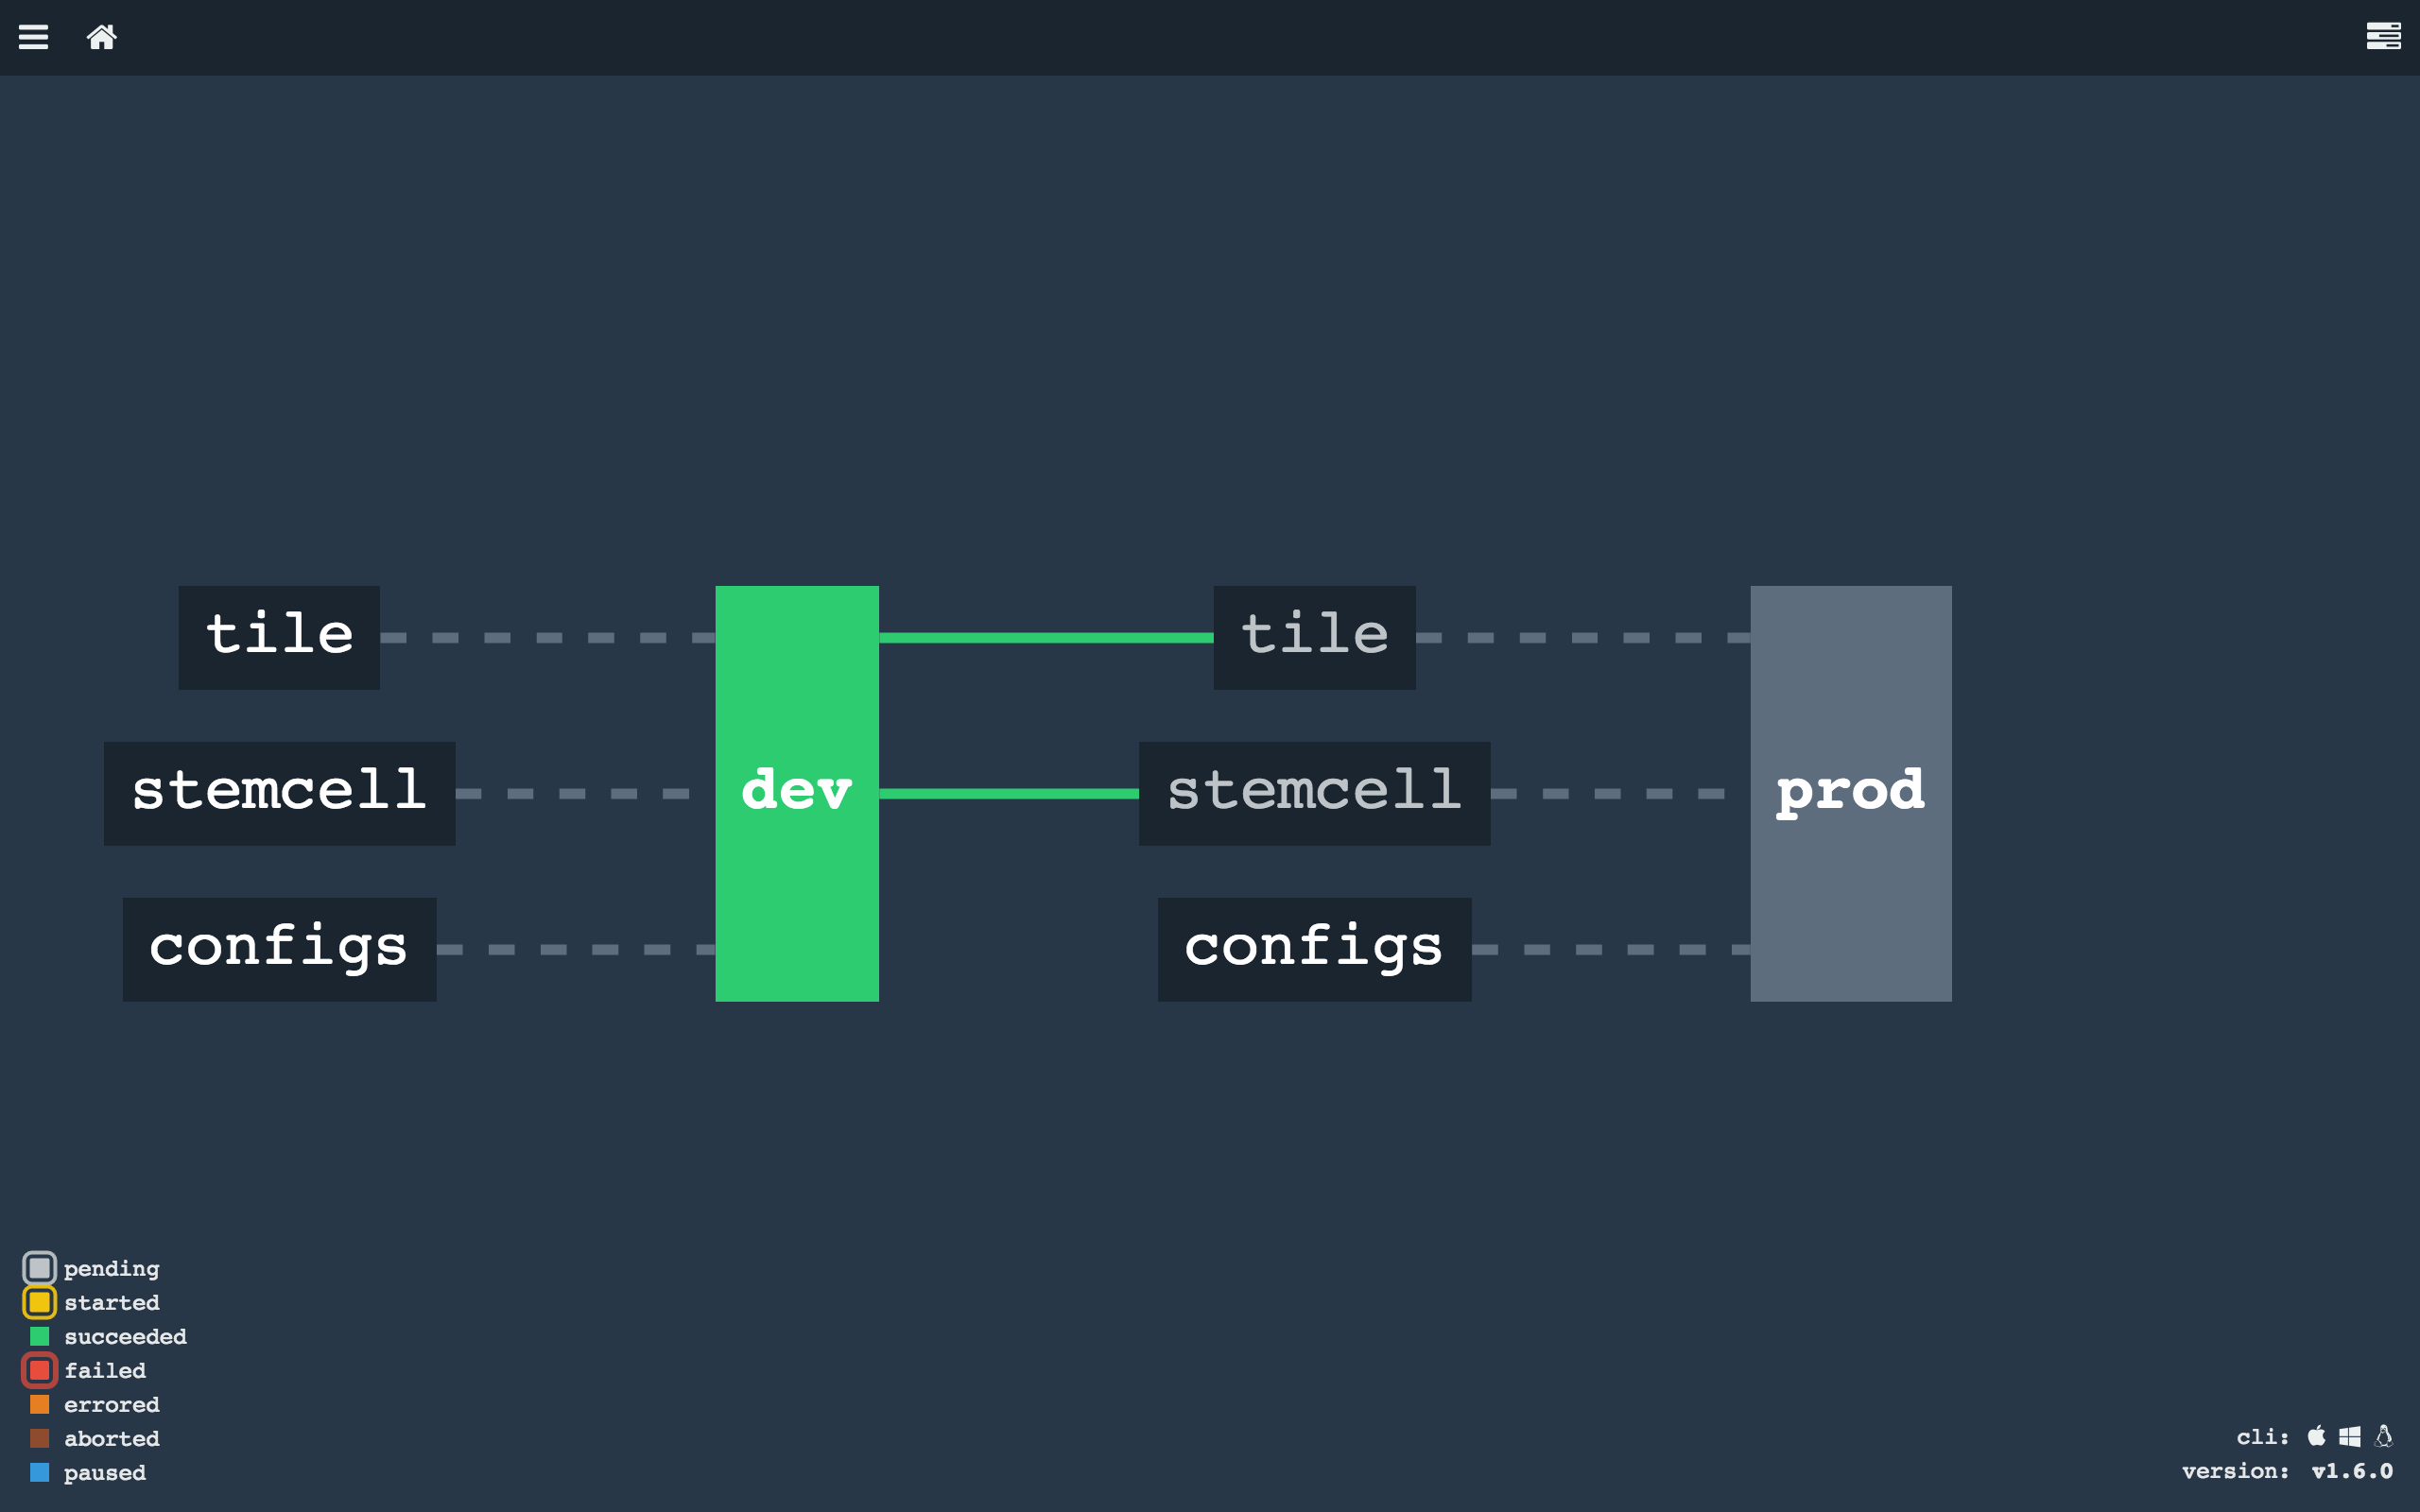 tile
tile
stemcell
dev
stemcell
prod
configs
configs
pending
started
succeeded
failed
errored
aborted
paused
cli:
version: v1.6.0